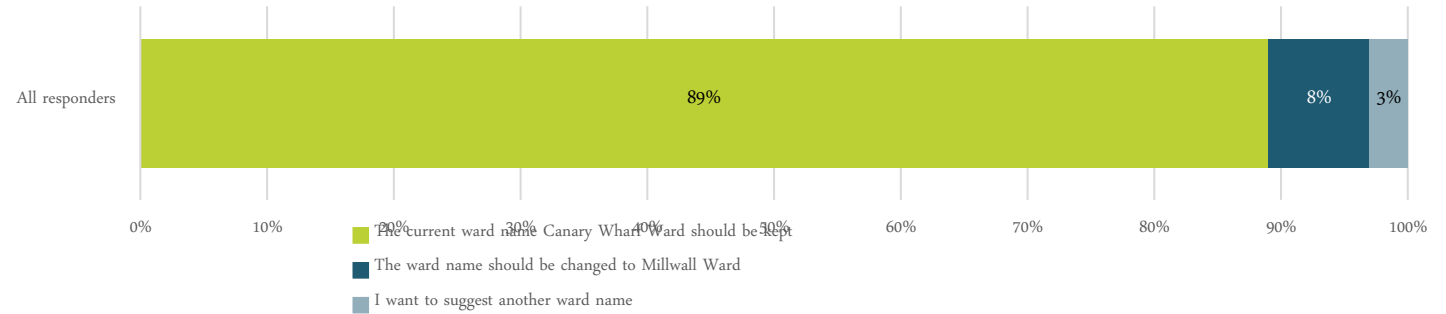 All responders
89%
8%
3%
0% 10% 20% 30% 40% 50% 60% 70% 80% 90% 100%
The current ward name Canary Wharf Ward should be kept
The ward name should be changed to Millwall Ward
I want to suggest another ward name